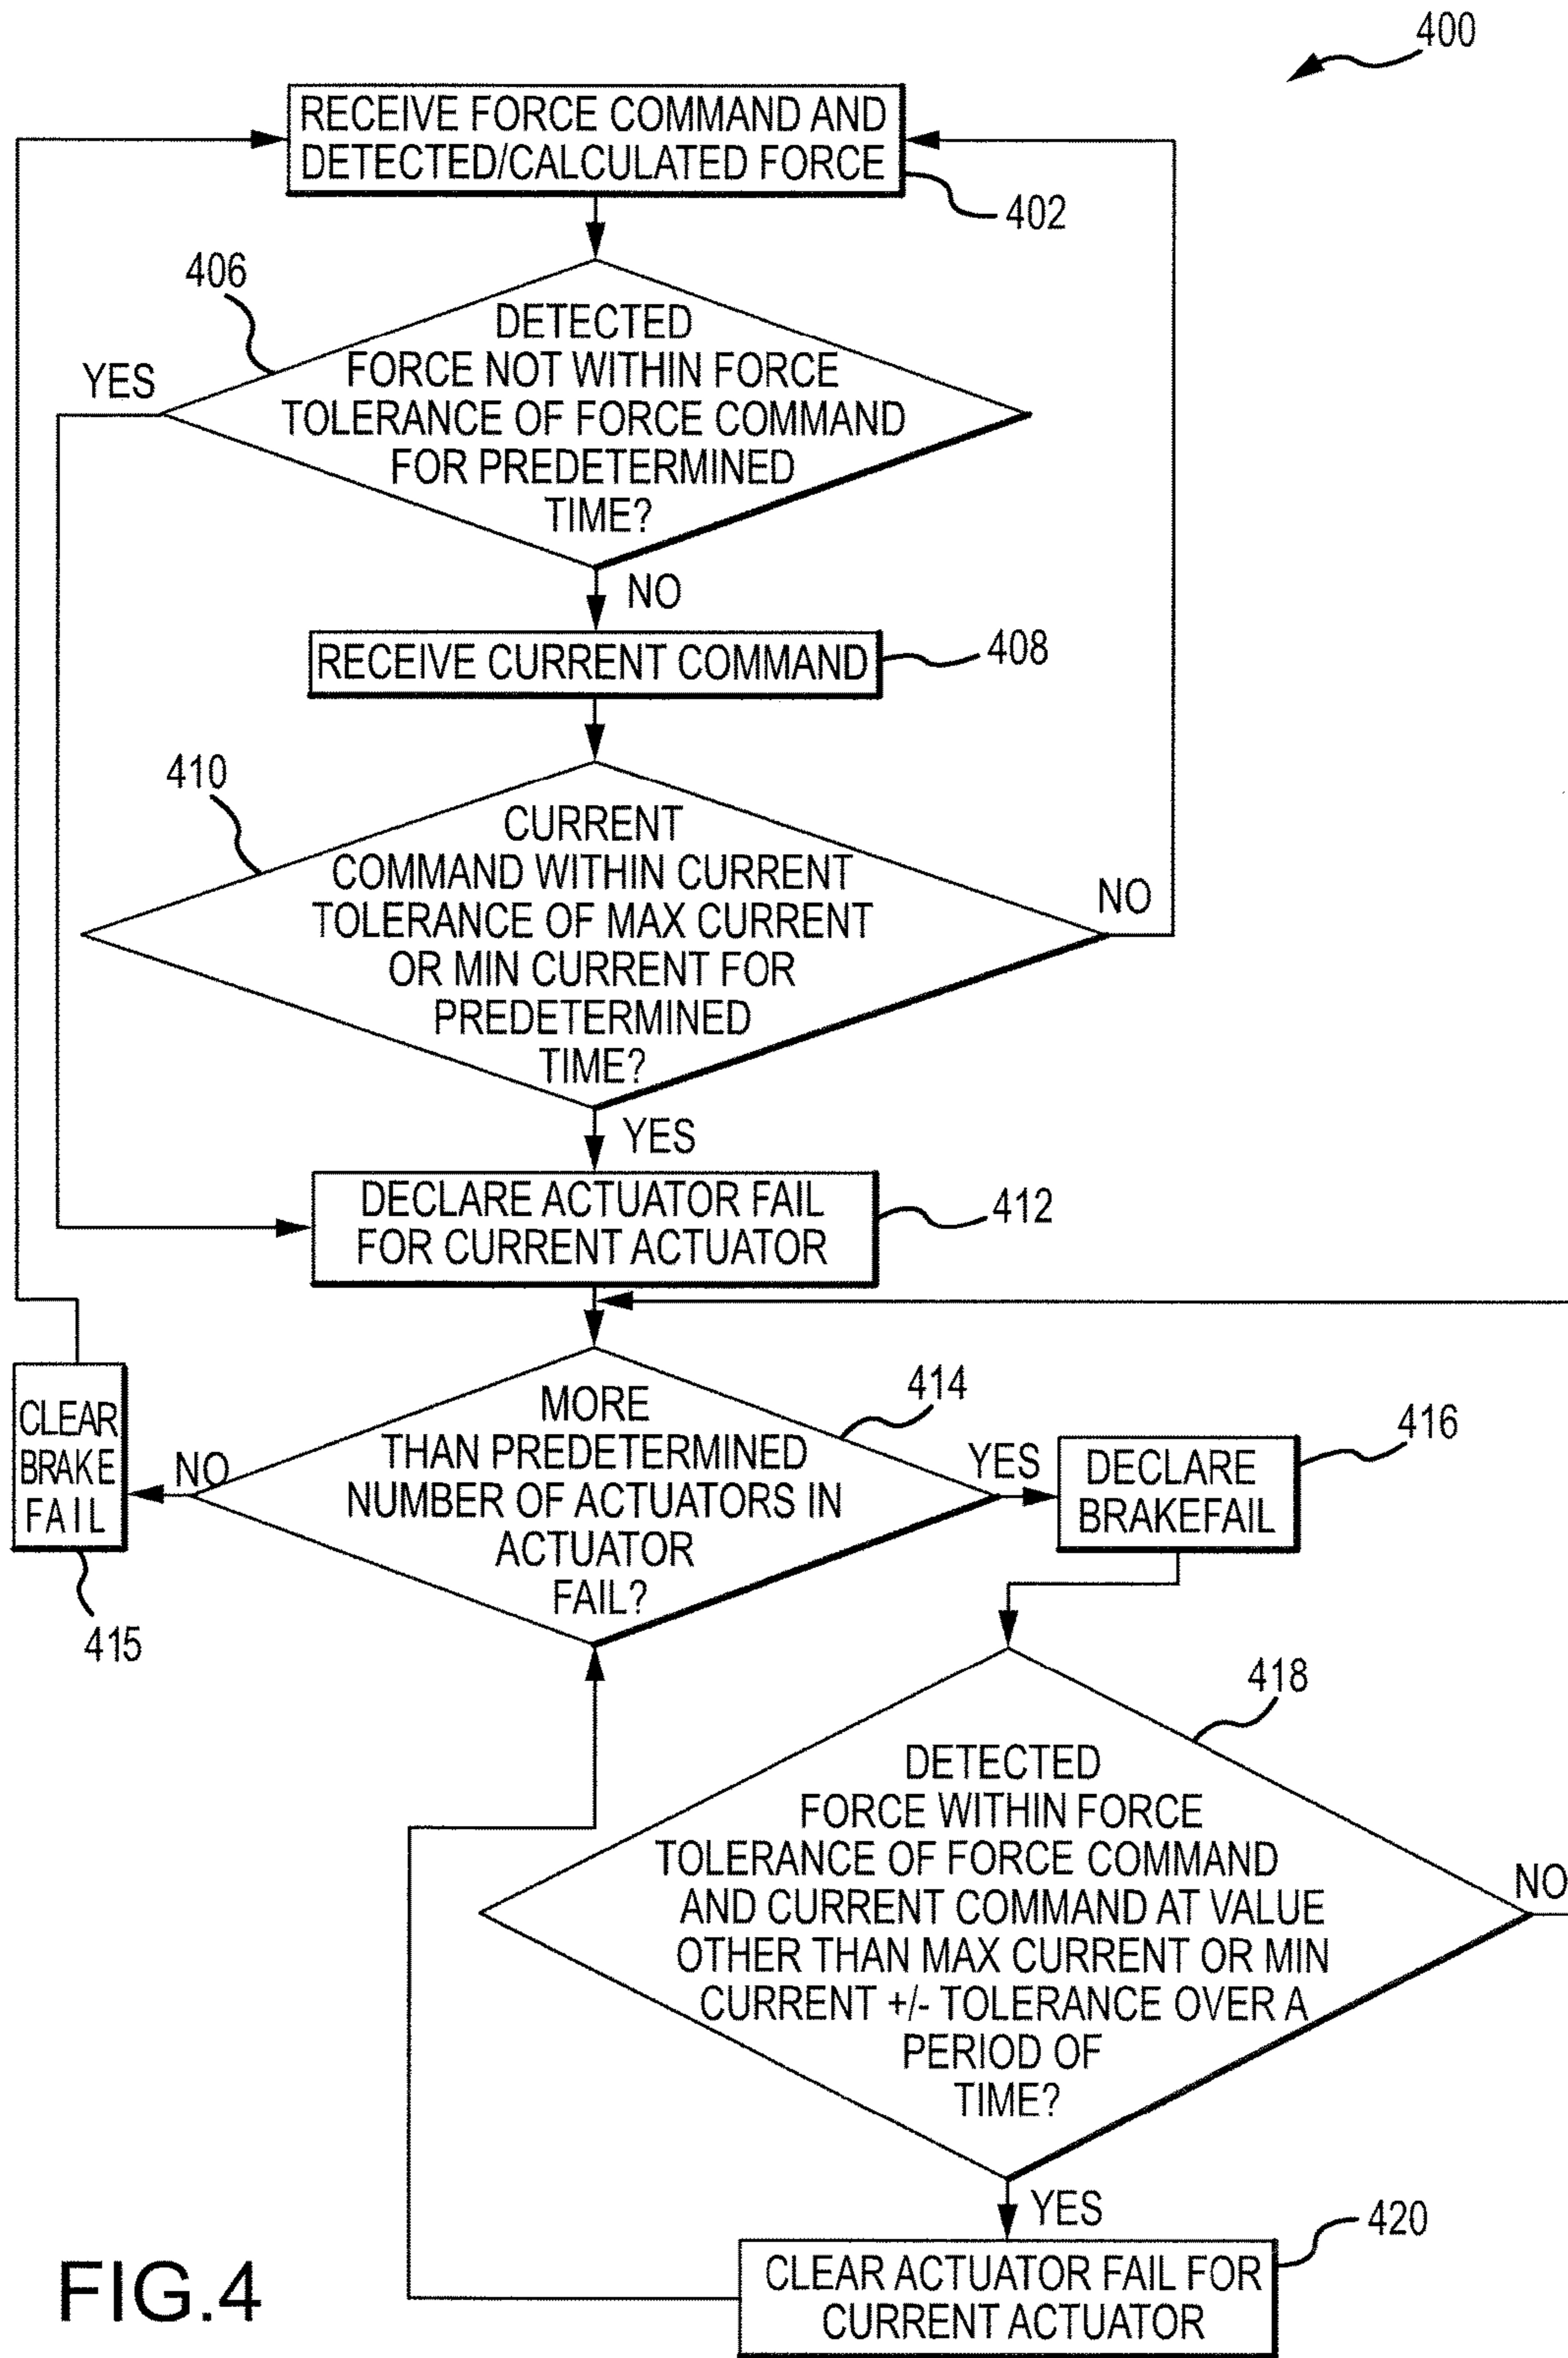 400
RECEIVE FORCE COMMAND AND
DETECTED/CALCULATED FORCE
402
406
YES
DETECTED
FORCE NOT WITHIN FORCE
TOLERANCE OF FORCE COMMAND
FOR PREDETERMINED
TIME?
NO
RECEIVE CURRENT COMMAND
408
410
CURRENT
COMMAND WITHIN CURRENT
TOLERANCE OF MAX CURRENT
OR MIN CURRENT FOR
PREDETERMINED
TIME?
NO
YES
DECLARE ACTUATOR FAIL
FOR CURRENT ACTUATOR
412
414
MORE
THAN PREDETERMINED
NUMBER OF ACTUATORS IN
ACTUATOR
FAIL?
NO
CLEAR
BRAKE
FAIL
415
YES
DECLARE
BRAKEFAIL
416
418
DETECTED
FORCE WITHIN FORCE
TOLERANCE OF FORCE COMMAND
AND CURRENT COMMAND AT VALUE
OTHER THAN MAX CURRENT OR MIN
CURRENT +/- TOLERANCE OVER A
PERIOD OF
TIME?
NO
YES
CLEAR ACTUATOR FAIL FOR
CURRENT ACTUATOR
420
FIG.4